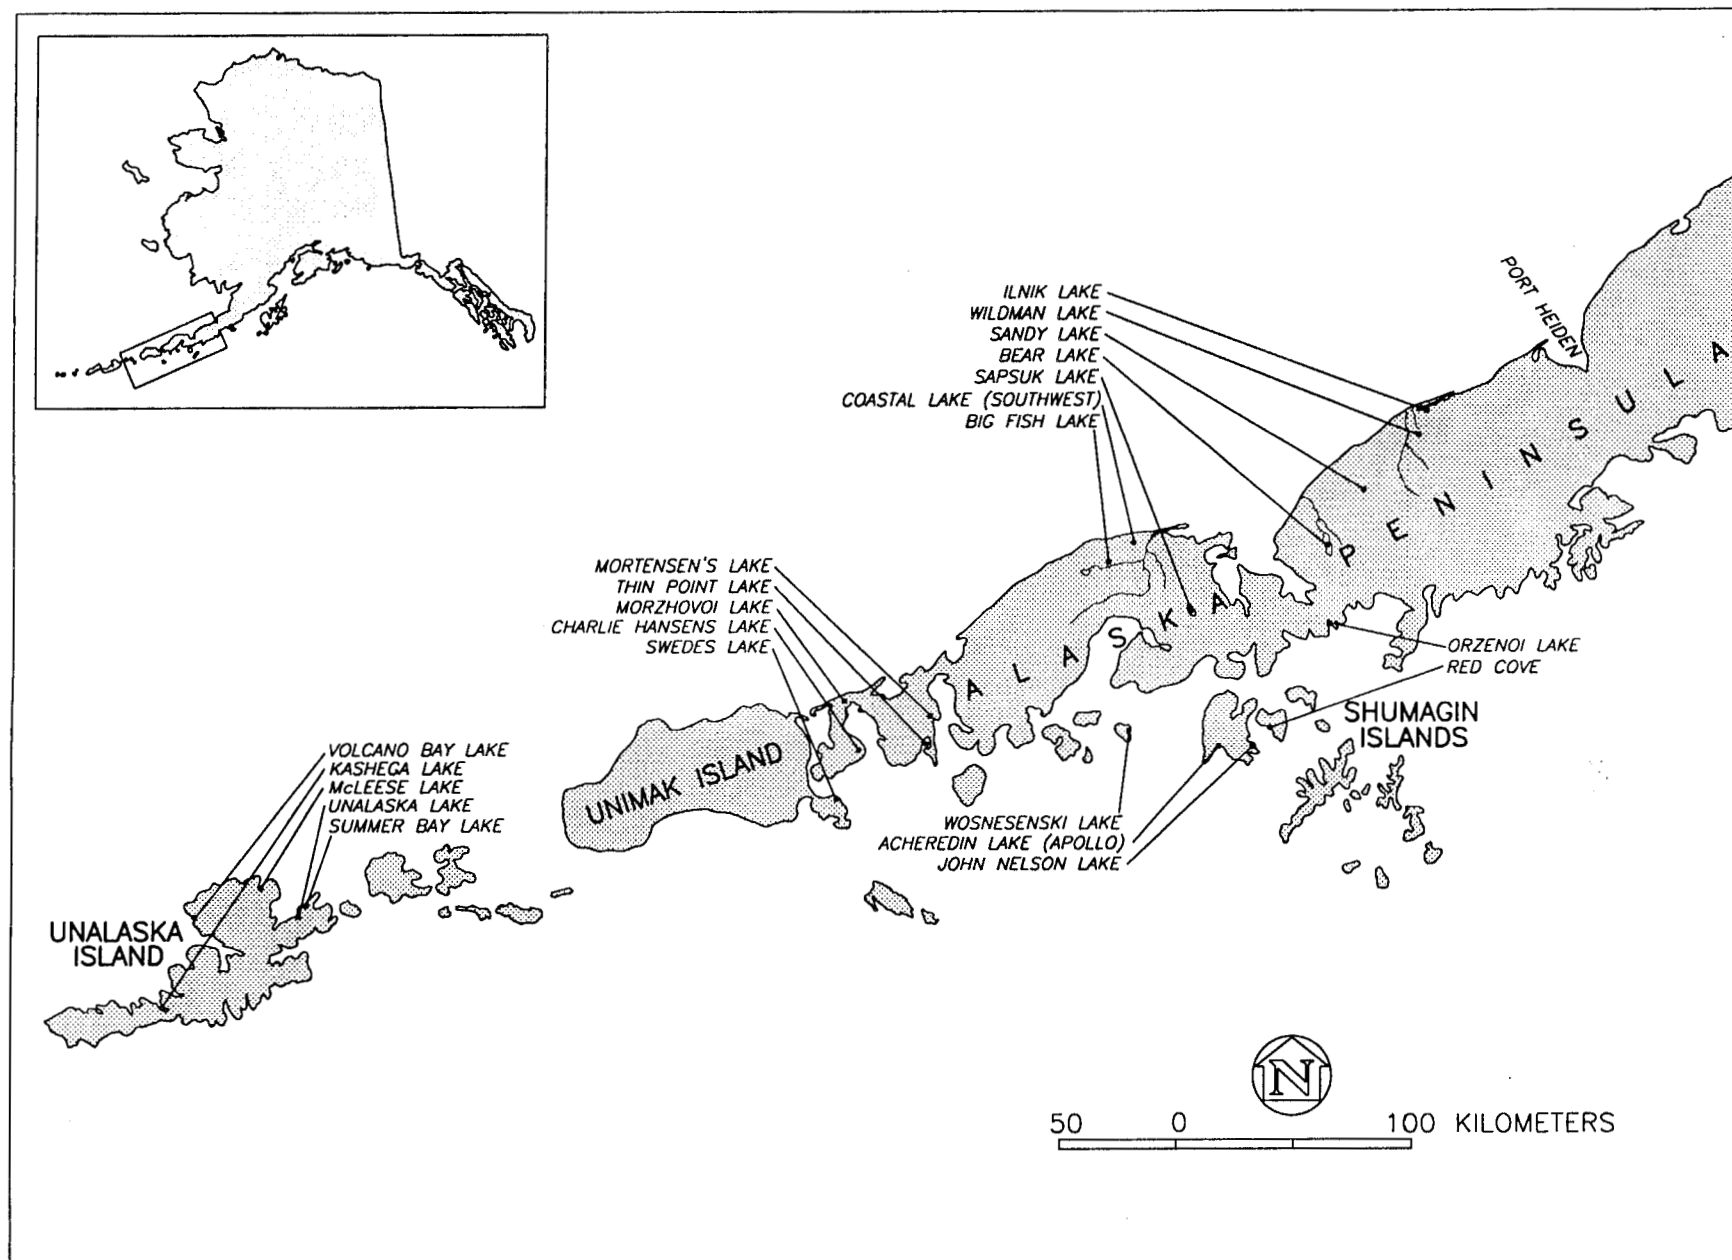 PORT HEIDEN
ILNIK LAKE
WILDMAN LAKE
SANDY LAKE
BEAR LAKE
SAPSUK LAKE
COASTAL LAKE (SOUTHWEST)
BIG FISH LAKE
ALASKA PENINSULA
MORTENSEN'S LAKE
THIN POINT LAKE
MORZHOVOI LAKE
CHARLIE HANSENS LAKE
SWEDES LAKE
ORZENOI LAKE
RED COVE
SHUMAGIN
ISLANDS
UNIMAK ISLAND
VOLCANO BAY LAKE
KASHEGA LAKE
McLEESE LAKE
UNALASKA LAKE
SUMMER BAY LAKE
WOSNESENSKI LAKE
ACHEREDIN LAKE (APOLLO)
JOHN NELSON LAKE
UNALASKA
ISLAND
N
50 0 100 KILOMETERS